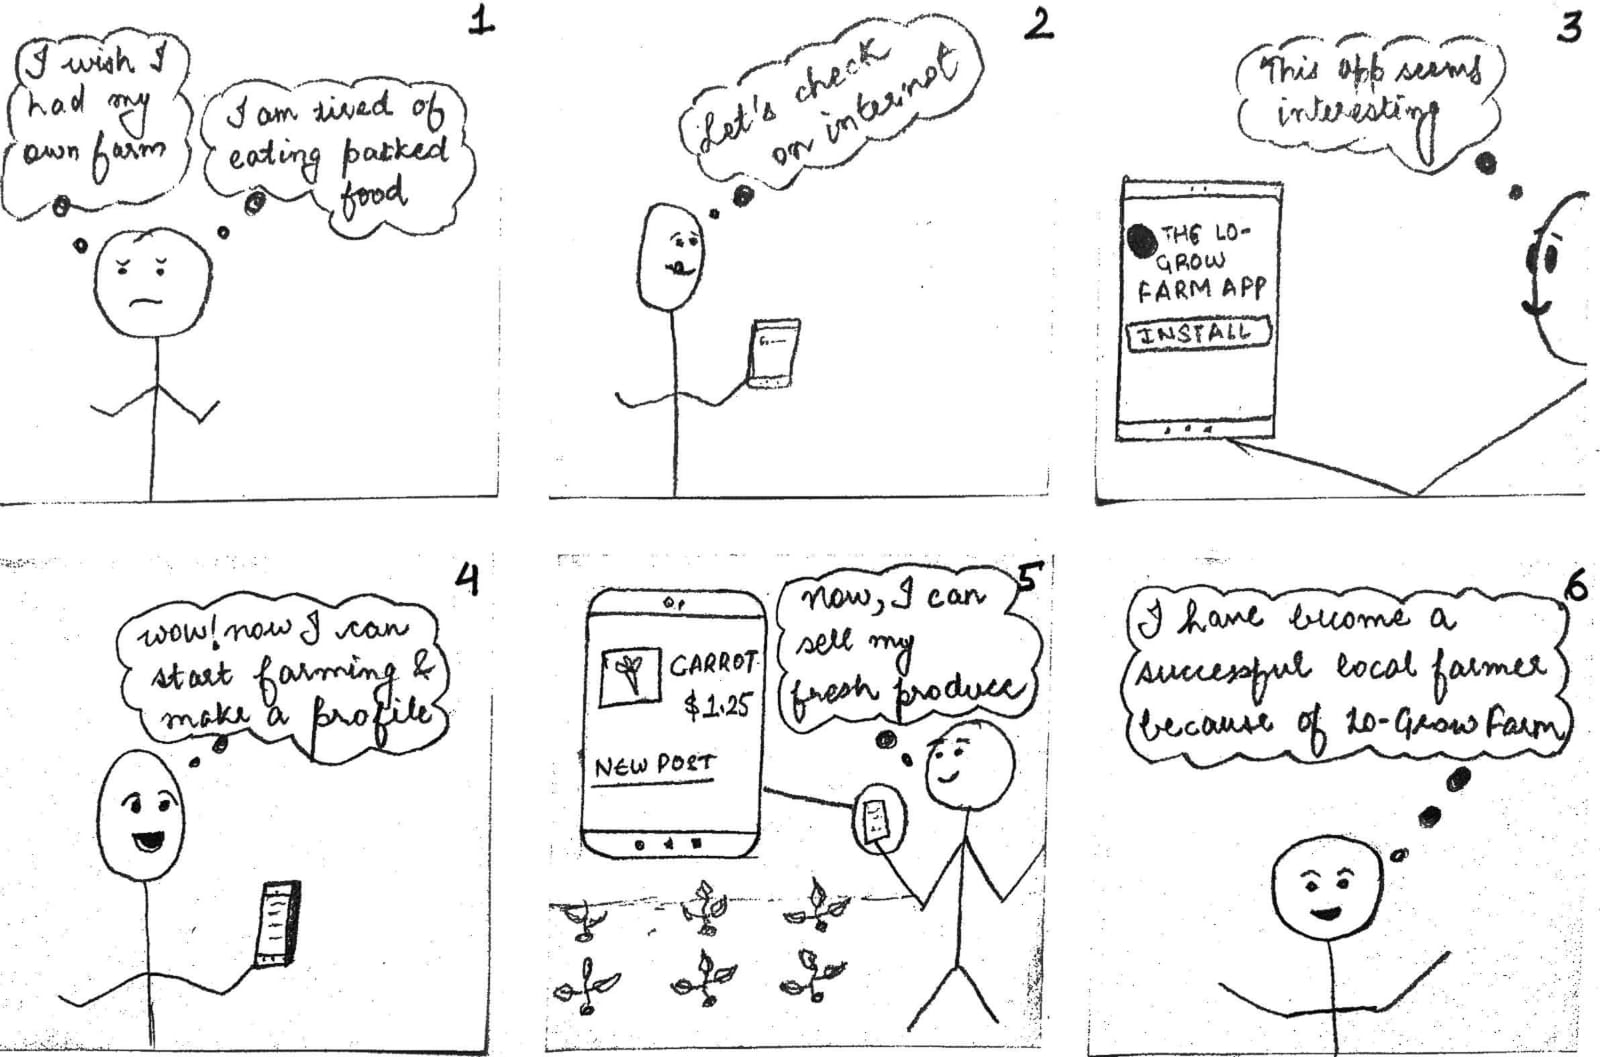 1
I wish I
had my
own farm
I am tired of
eating packed
food
2
Let's check
on internet
3
This app seems
interesting
THE LO-
GROW
FARM APP
INSTALL
4
wow! now I can
start farming &
make a profile
5
now, I can
sell my
fresh produce
CARROT
$1.25
NEW POST
6
I have become a
successful local farmer
because of LO-Grow Farm